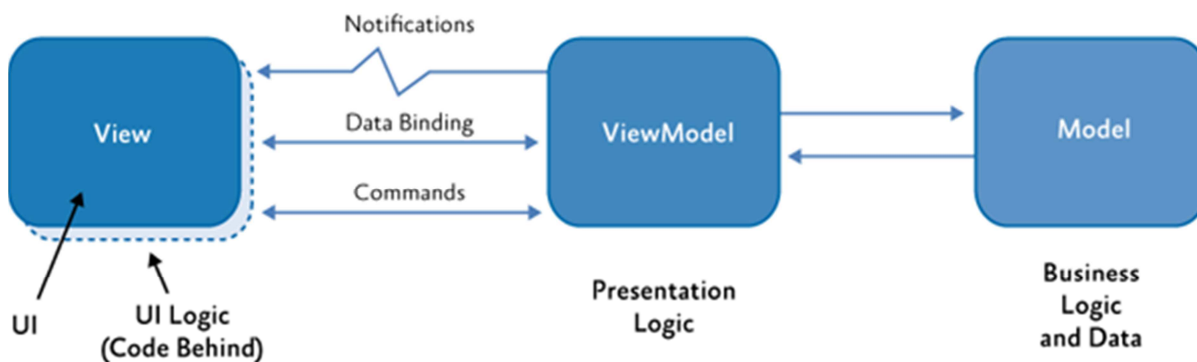 Notifications
View
Data Binding
ViewModel
Model
Commands
UI
UI Logic
(Code Behind)
Presentation
Logic
Business
Logic
and Data